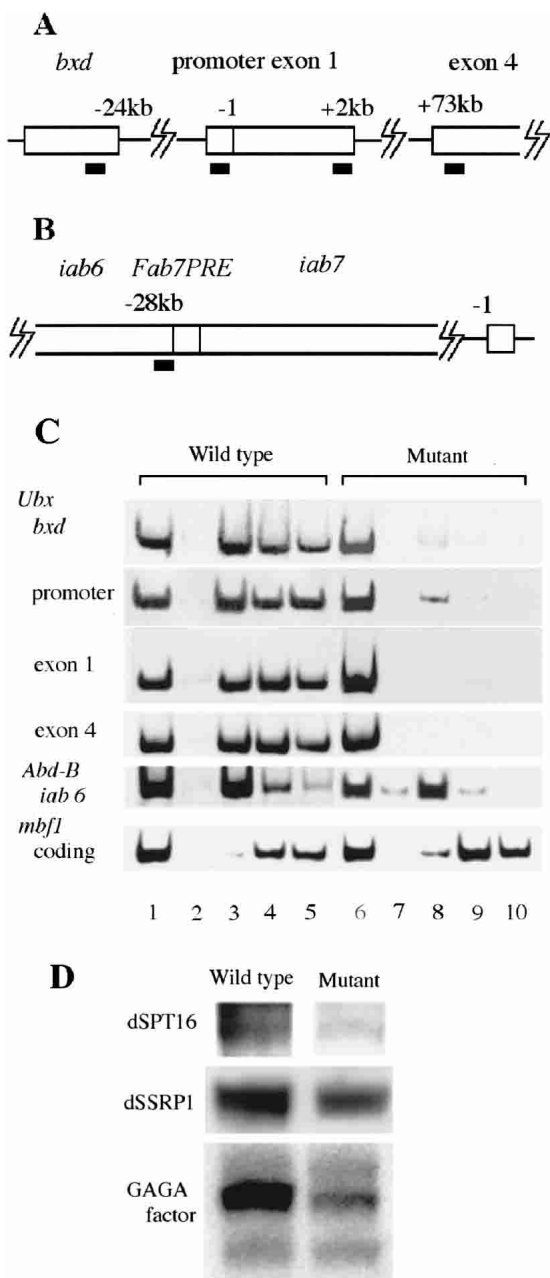 A
bxd promoter exon 1 exon 4
-24kb -1 +2kb +73kb
B
iab6 Fab7PRE iab7
-28kb -1
C
Wild type Mutant
Ubx
bxd
promoter
exon 1
exon 4
Abd-B
iab 6
mbf1
coding
1 2 3 4 5 6 7 8 9 10
D
Wild type Mutant
dSPT16
dSSRP1
GAGA
factor